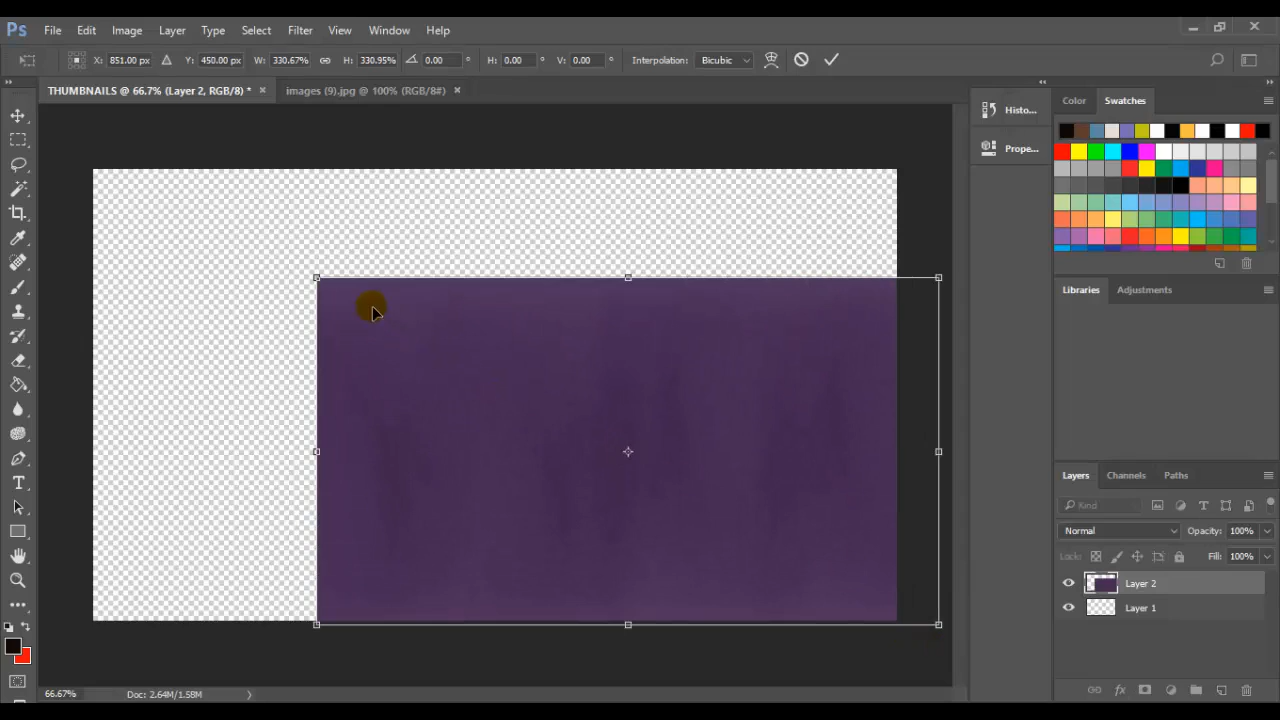 Ps File Edit Image Layer Type Select Filter View Window Help
X: 851.00 px Y: 450.00 px W: 330.67% H: 330.95% 0.00 ° H: 0.00 ° V: 0.00 ° Interpolation: Bicubic
THUMBNAILS @ 66.7% (Layer 2, RGB/8) * × images (9).jpg @ 100% (RGB/8#) ×
Histo...
Prope...
Color Swatches
Libraries Adjustments
Layers Channels Paths
Kind
Normal Opacity: 100%
Lock: Fill: 100%
Layer 2
Layer 1
66.67% Doc: 2.64M/1.58M